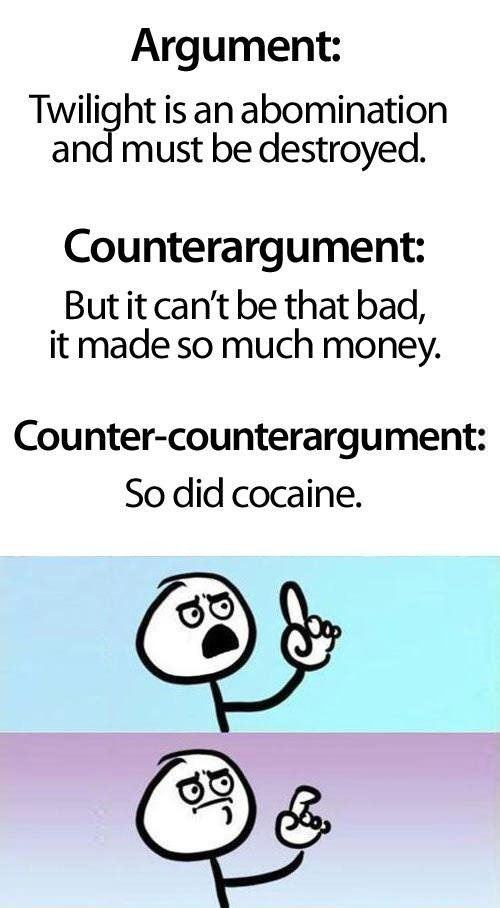 Argument:
Twilight is an abomination
and must be destroyed.
Counterargument:
But it can't be that bad,
it made so much money.
Counter-counterargument:
So did cocaine.